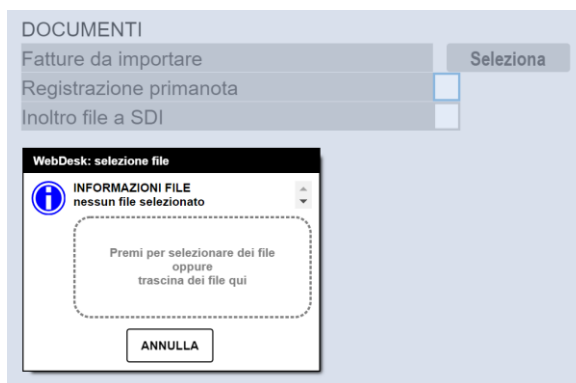 DOCUMENTI
Fatture da importare Seleziona
Registrazione primanota
Inoltro file a SDI
WebDesk: selezione file
INFORMAZIONI FILE
nessun file selezionato
Premi per selezionare dei file
oppure
trascina dei file qui
ANNULLA